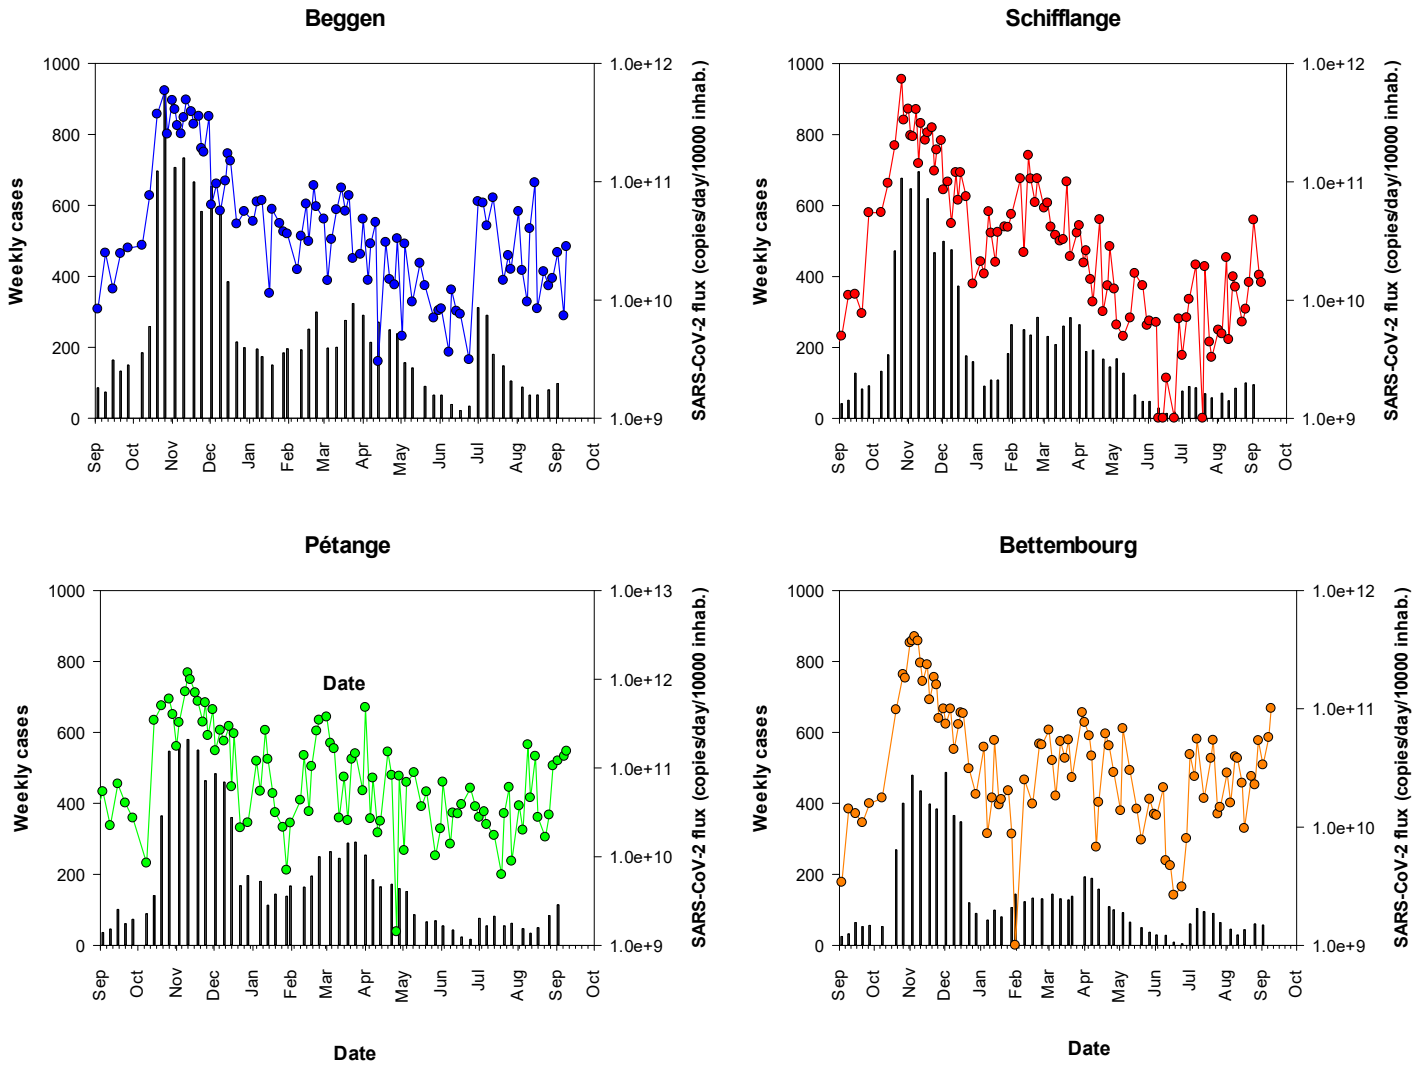 Beggen
Weekly cases
1000
800
600
400
200
0
SARS-CoV-2 flux (copies/day/10000 inhab.)
1.0e+12
1.0e+11
1.0e+10
1.0e+9
Sep Oct Nov Dec Jan Feb Mar Apr May Jun Jul Aug Sep Oct
Schifflange
Weekly cases
1000
800
600
400
200
0
SARS-CoV-2 flux (copies/day/10000 inhab.)
1.0e+12
1.0e+11
1.0e+10
1.0e+9
Sep Oct Nov Dec Jan Feb Mar Apr May Jun Jul Aug Sep Oct
Pétange
Date
Weekly cases
1000
800
600
400
200
0
SARS-CoV-2 flux (copies/day/10000 inhab.)
1.0e+13
1.0e+12
1.0e+11
1.0e+10
1.0e+9
Sep Oct Nov Dec Jan Feb Mar Apr May Jun Jul Aug Sep Oct
Date
Bettembourg
Weekly cases
1000
800
600
400
200
0
SARS-CoV-2 flux (copies/day/10000 inhab.)
1.0e+12
1.0e+11
1.0e+10
1.0e+9
Sep Oct Nov Dec Jan Feb Mar Apr May Jun Jul Aug Sep Oct
Date